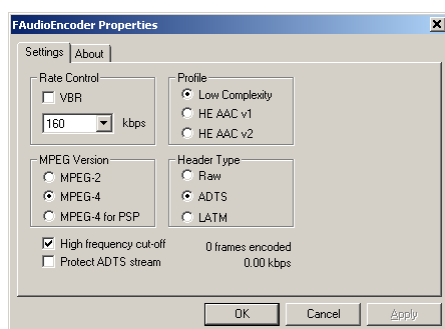 FAudioEncoder Properties
Settings About
Rate Control
VBR
160 kbps
Profile
Low Complexity
HE AAC v1
HE AAC v2
MPEG Version
MPEG-2
MPEG-4
MPEG-4 for PSP
Header Type
Raw
ADTS
LATM
High frequency cut-off
Protect ADTS stream
0 frames encoded
0.00 kbps
OK Cancel Apply